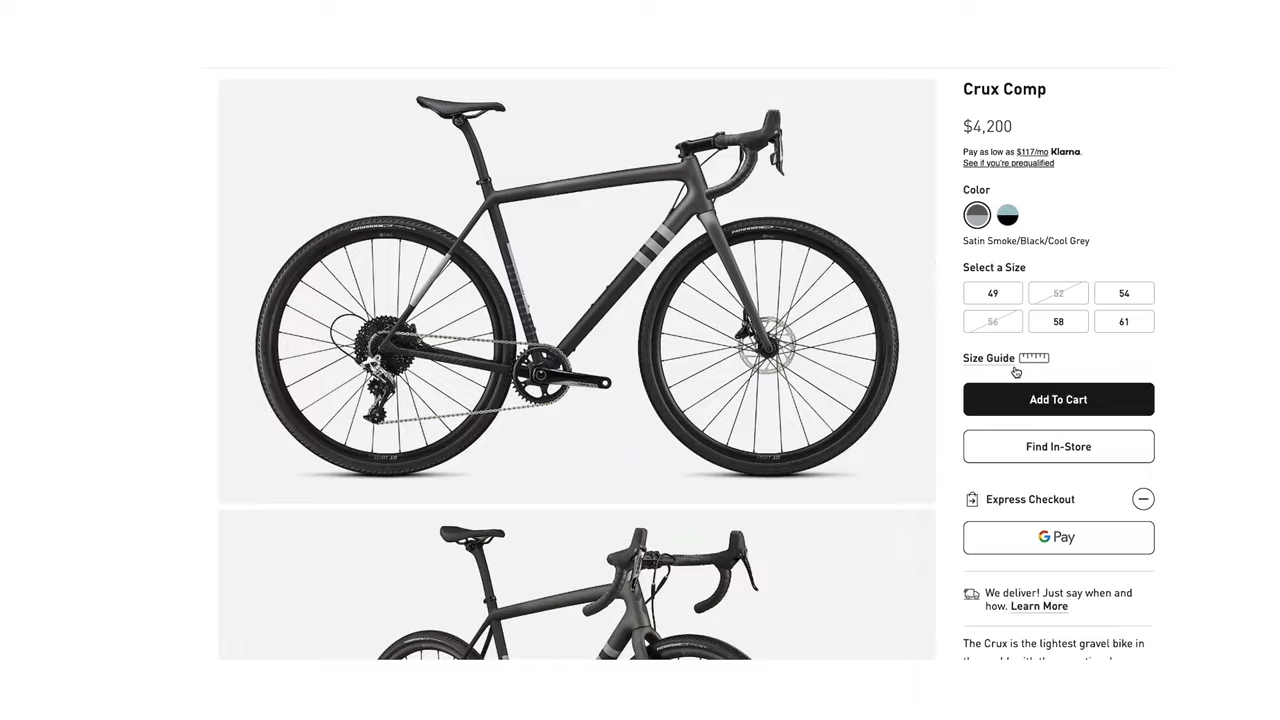 Crux Comp
$4,200
Pay as low as $117/mo Klarna.
See if you're prequalified
Color
Satin Smoke/Black/Cool Grey
Select a Size
49 52 54
56 58 61
Size Guide
Add To Cart
Find In-Store
Express Checkout
G Pay
We deliver! Just say when and
how. Learn More
The Crux is the lightest gravel bike in